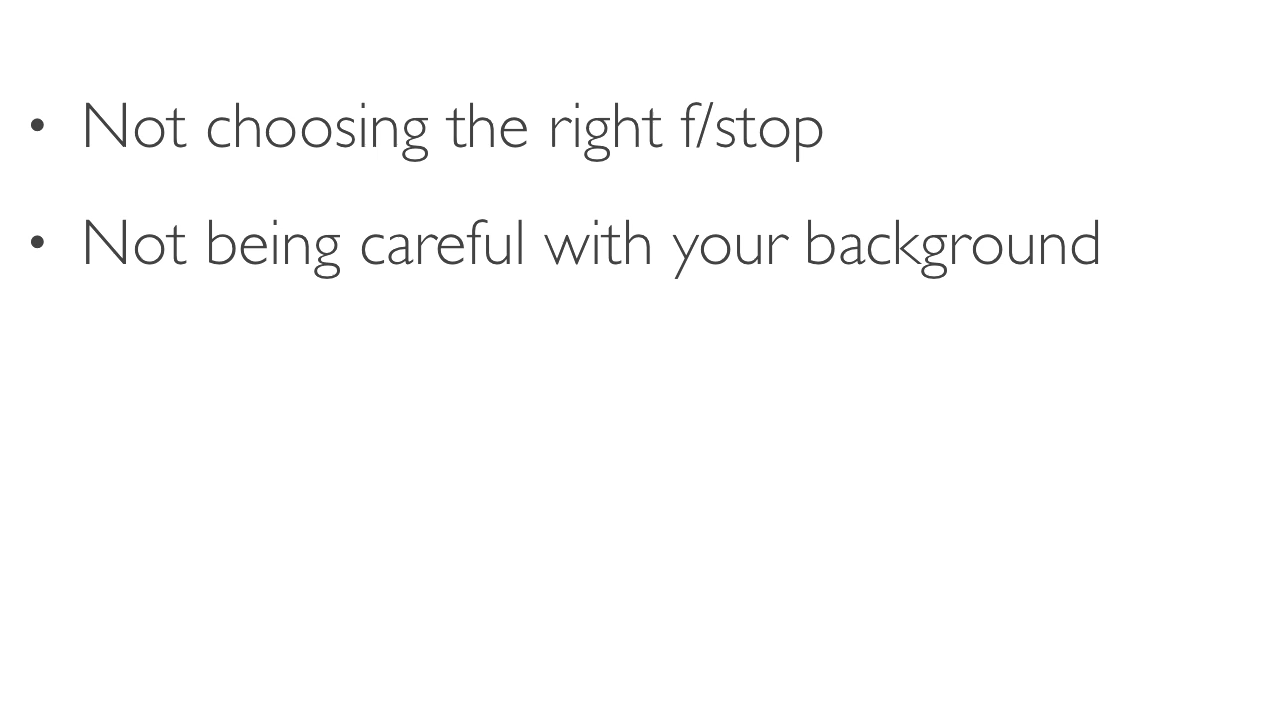 • Not choosing the right f/stop
• Not being careful with your background